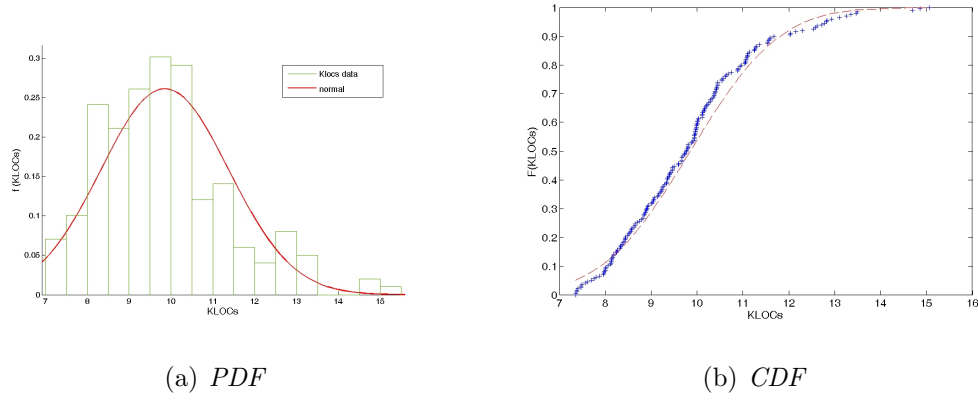 0.3
0.25
0.2
0.15
0.1
0.05
0
f (KLOCs)
7 8 9 10 11 12 13 14 15
KLOCs
Klocs data
normal
(a) PDF
1
0.9
0.8
0.7
0.6
0.5
0.4
0.3
0.2
0.1
0
F(KLOCs)
7 8 9 10 11 12 13 14 15 16
KLOCs
(b) CDF